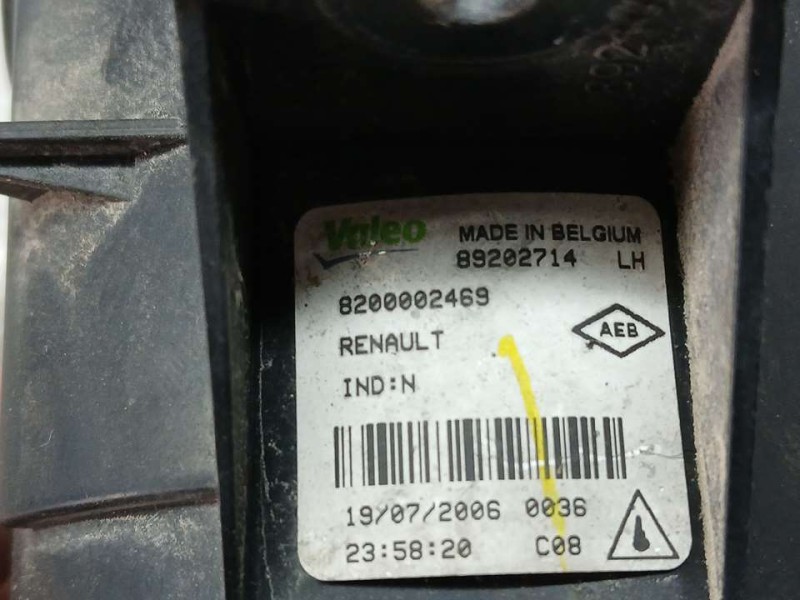 Valeo MADE IN BELGIUM
89202714 LH
8200002469
AEB
RENAULT
IND:N
19/07/2006 0036
23:58:20 C08